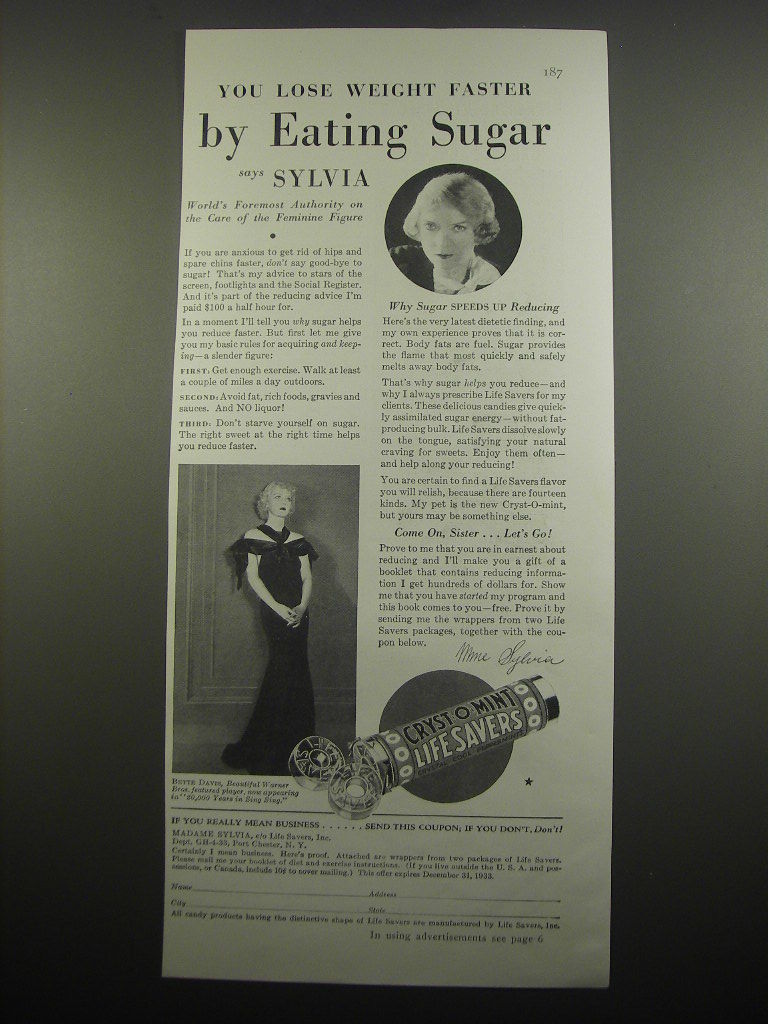 187
YOU LOSE WEIGHT FASTER
by Eating Sugar
says SYLVIA
World's Foremost Authority on
the Care of the Feminine Figure
If you are anxious to get rid of hips and
spare chins faster, don't say good-bye to
sugar! That's my advice to stars of the
screen, footlights and the Social Register.
And it's part of the reducing advice I'm
paid $100 a half hour for.
In a moment I'll tell you why sugar helps
you reduce faster. But first let me give
you my basic rules for acquiring and keep-
ing—a slender figure:
FIRST: Get enough exercise. Walk at least
a couple of miles a day outdoors.
SECOND: Avoid fat, rich foods, gravies and
sauces. And NO liquor!
THIRD: Don't starve yourself on sugar.
The right sweet at the right time helps
you reduce faster.
BETTE DAVIS, Beautiful Warner
Bros. featured player, now appearing
in "20,000 Years in Sing Sing."
Why Sugar SPEEDS UP Reducing
Here's the very latest dietetic finding, and
my own experience proves that it is cor-
rect. Body fats are fuel. Sugar provides
the flame that most quickly and safely
melts away body fats.
That's why sugar helps you reduce—and
why I always prescribe Life Savers for my
clients. These delicious candies give quick-
ly assimilated sugar energy—without fat-
producing bulk. Life Savers dissolve slowly
on the tongue, satisfying your natural
craving for sweets. Enjoy them often—
and help along your reducing!
You are certain to find a Life Savers flavor
you will relish, because there are fourteen
kinds. My pet is the new Cryst-O-mint,
but yours may be something else.
Come On, Sister . . . Let's Go!
Prove to me that you are in earnest about
reducing and I'll make you a gift of a
booklet that contains reducing informa-
tion I get hundreds of dollars for. Show
me that you have started my program and
this book comes to you—free. Prove it by
sending me the wrappers from two Life
Savers packages, together with the cou-
pon below.
Mme Sylvia
CRYST-O-MINT
LIFE SAVERS
LIFE SAVERS
IF YOU REALLY MEAN BUSINESS . . . . . . SEND THIS COUPON; IF YOU DON'T, Don't!
MADAME SYLVIA, c/o Life Savers, Inc.
Dept. GH-4-33, Port Chester, N. Y.
Certainly I mean business. Here's proof. Attached are wrappers from two packages of Life Savers.
Please mail me your booklet of diet and exercise instructions. (If you live outside the U. S. A. and pos-
sessions, or Canada, include 10¢ to cover mailing.) This offer expires December 31, 1933.
Name Address
City State
All candy products having the distinctive shape of Life Savers are manufactured by Life Savers, Inc.
In using advertisements see page 6